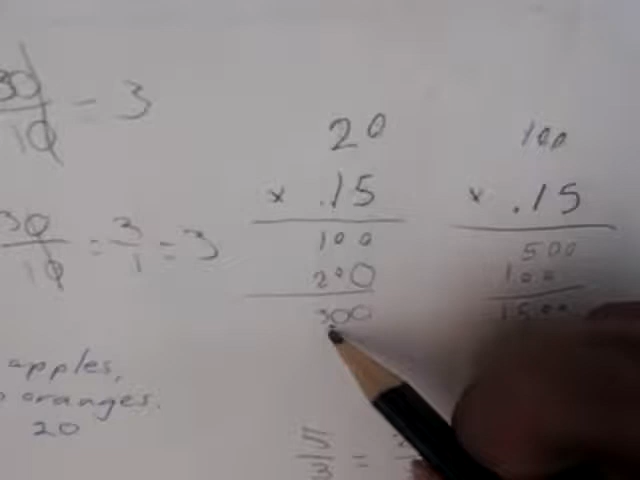 30/10 = 3
30/10 = 3/1 = 3
20
x .15
100
200
300
100
x .15
500
100
1500
apples,
oranges.
20